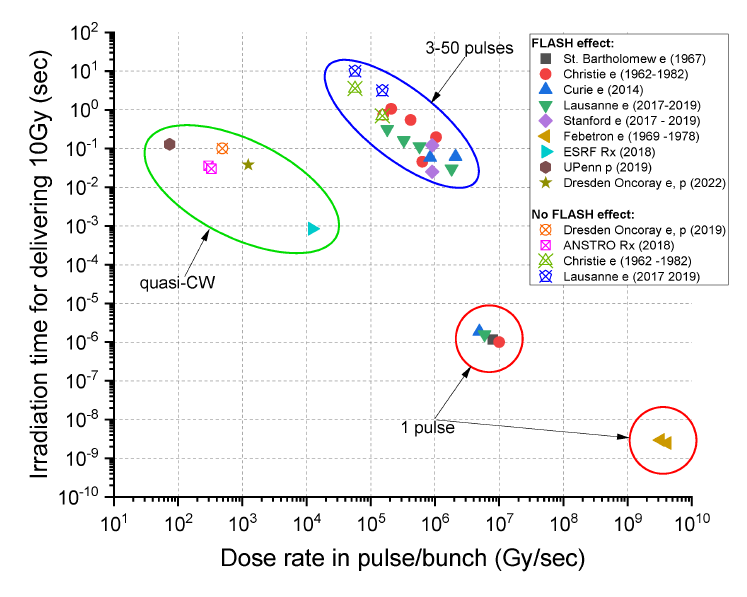 Irradiation time for delivering 10Gy (sec)
10²
10¹
10⁰
10⁻¹
10⁻²
10⁻³
10⁻⁴
10⁻⁵
10⁻⁶
10⁻⁷
10⁻⁸
10⁻⁹
10⁻¹⁰
3-50 pulses
quasi-CW
1 pulse
FLASH effect:
St. Bartholomew e (1967)
Christie e (1962-1982)
Curie e (2014)
Lausanne e (2017-2019)
Stanford e (2017 - 2019)
Febetron e (1969 -1978)
ESRF Rx (2018)
UPenn p (2019)
Dresden Oncoray e, p (2022)
No FLASH effect:
Dresden Oncoray e, p (2019)
ANSTRO Rx (2018)
Christie e (1962 -1982)
Lausanne e (2017 2019)
10¹ 10² 10³ 10⁴ 10⁵ 10⁶ 10⁷ 10⁸ 10⁹ 10¹⁰
Dose rate in pulse/bunch (Gy/sec)